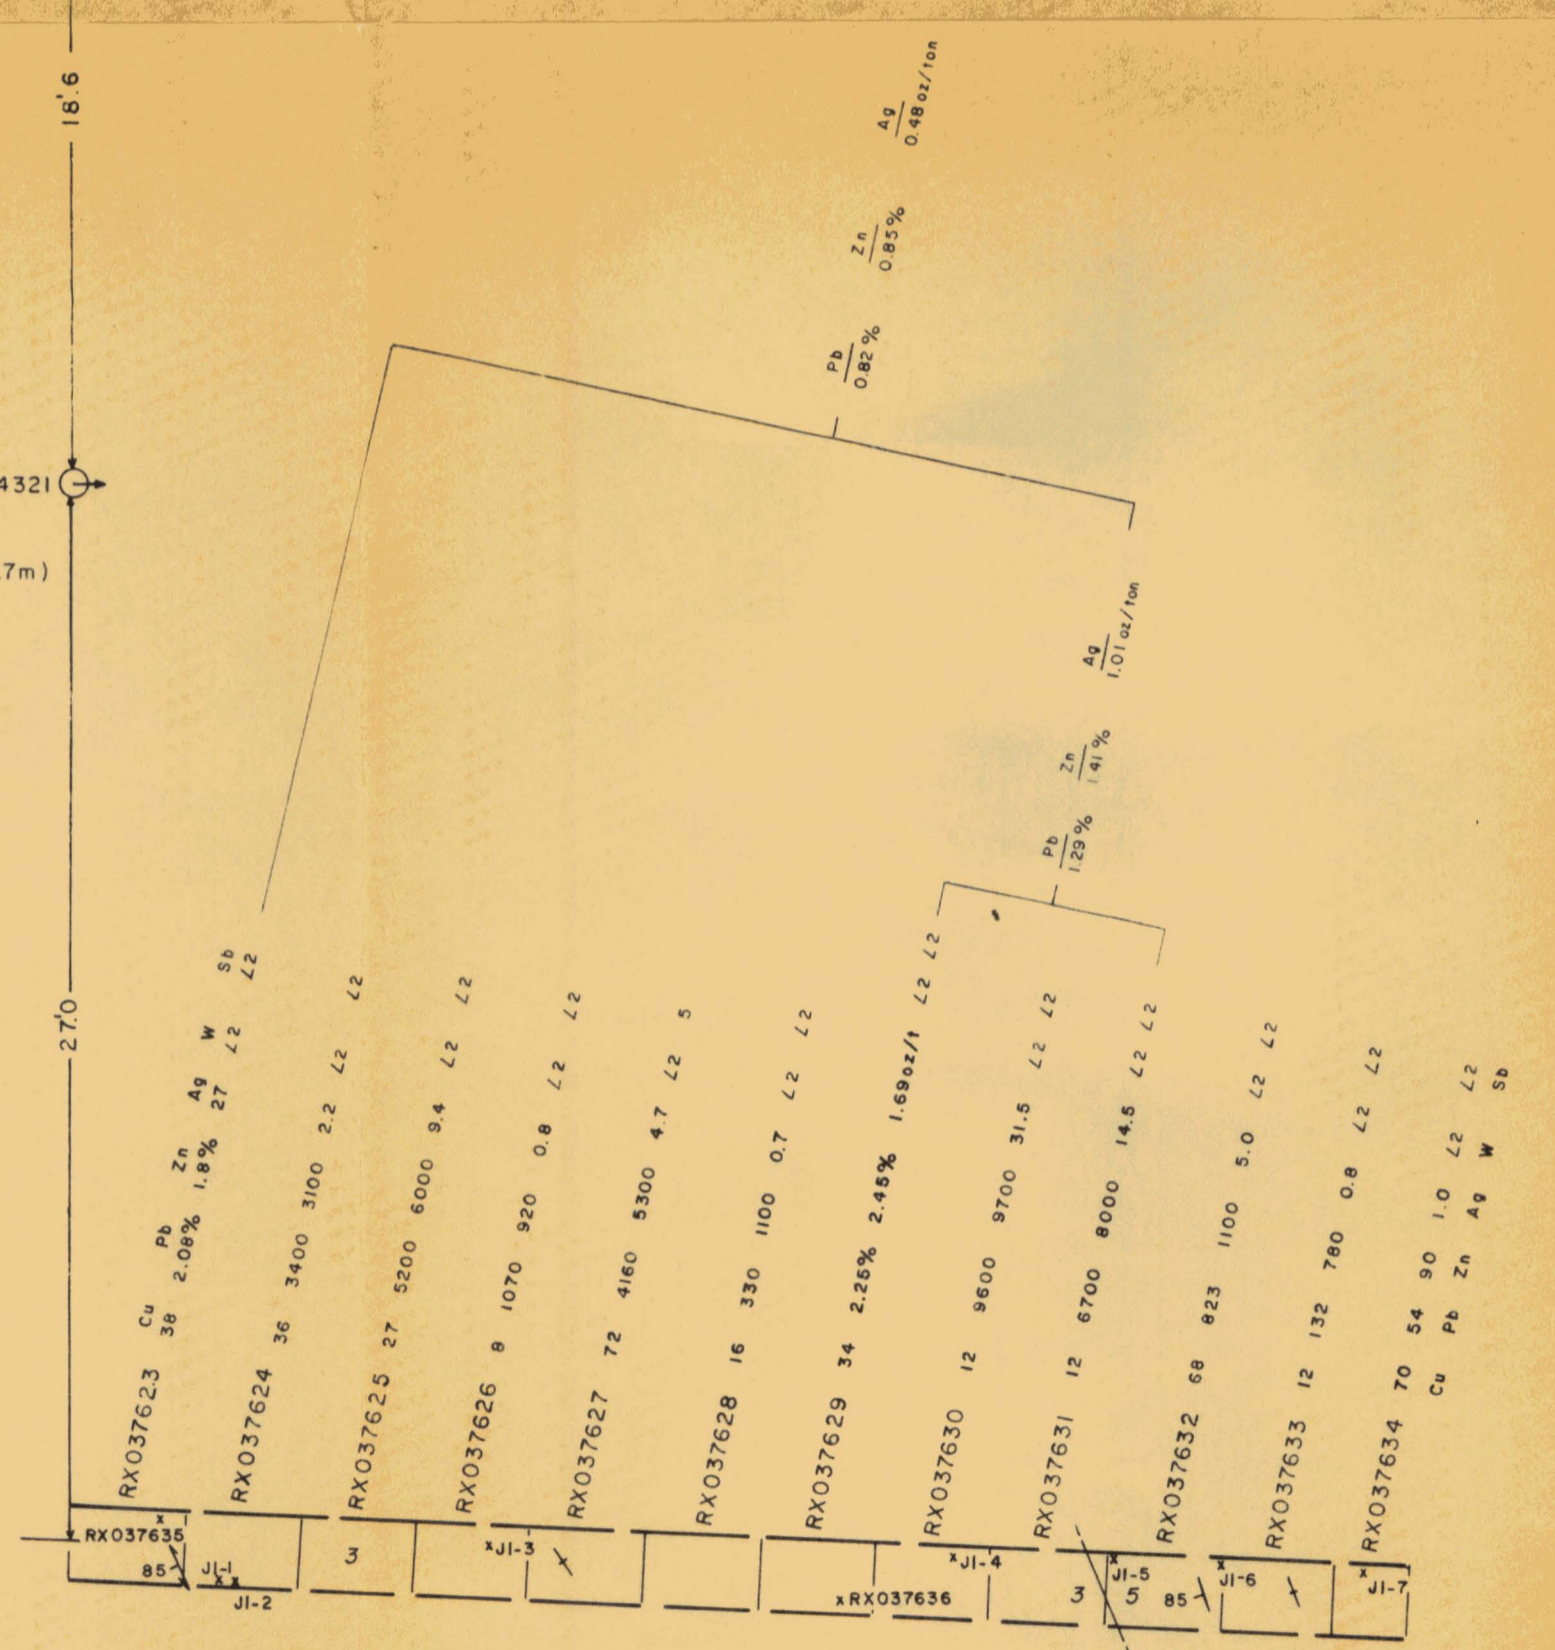 18'.6
4321
.7m)
27'.0
Pb Zn Ag
0.82% 0.85% 0.48 oz/ton
Pb Zn Ag
1.29% 1.41% 1.01 oz/ton
Cu Pb Zn Ag W Sb
RX037623 38 2.08% 1.8% 27 ∠2 ∠2
RX037624 36 3400 3100 2.2 ∠2 ∠2
RX037625 27 5200 6000 9.4 ∠2 ∠2
RX037626 8 1070 920 0.8 ∠2 ∠2
RX037627 72 4160 5300 4.7 ∠2 5
RX037628 16 330 1100 0.7 ∠2 ∠2
RX037629 34 2.25% 2.45% 1.69oz/t ∠2 ∠2
RX037630 12 9600 9700 31.5 ∠2 ∠2
RX037631 12 6700 8000 14.5 ∠2 ∠2
RX037632 68 823 1100 5.0 ∠2 ∠2
RX037633 12 132 780 0.8 ∠2 ∠2
RX037634 70 54 90 1.0 ∠2 ∠2
Cu Pb Zn Ag W Sb
RX037635
85
J1-1
J1-2
3
J1-3
J1-4
RX037636
3
5
J1-5
85
J1-6
J1-7